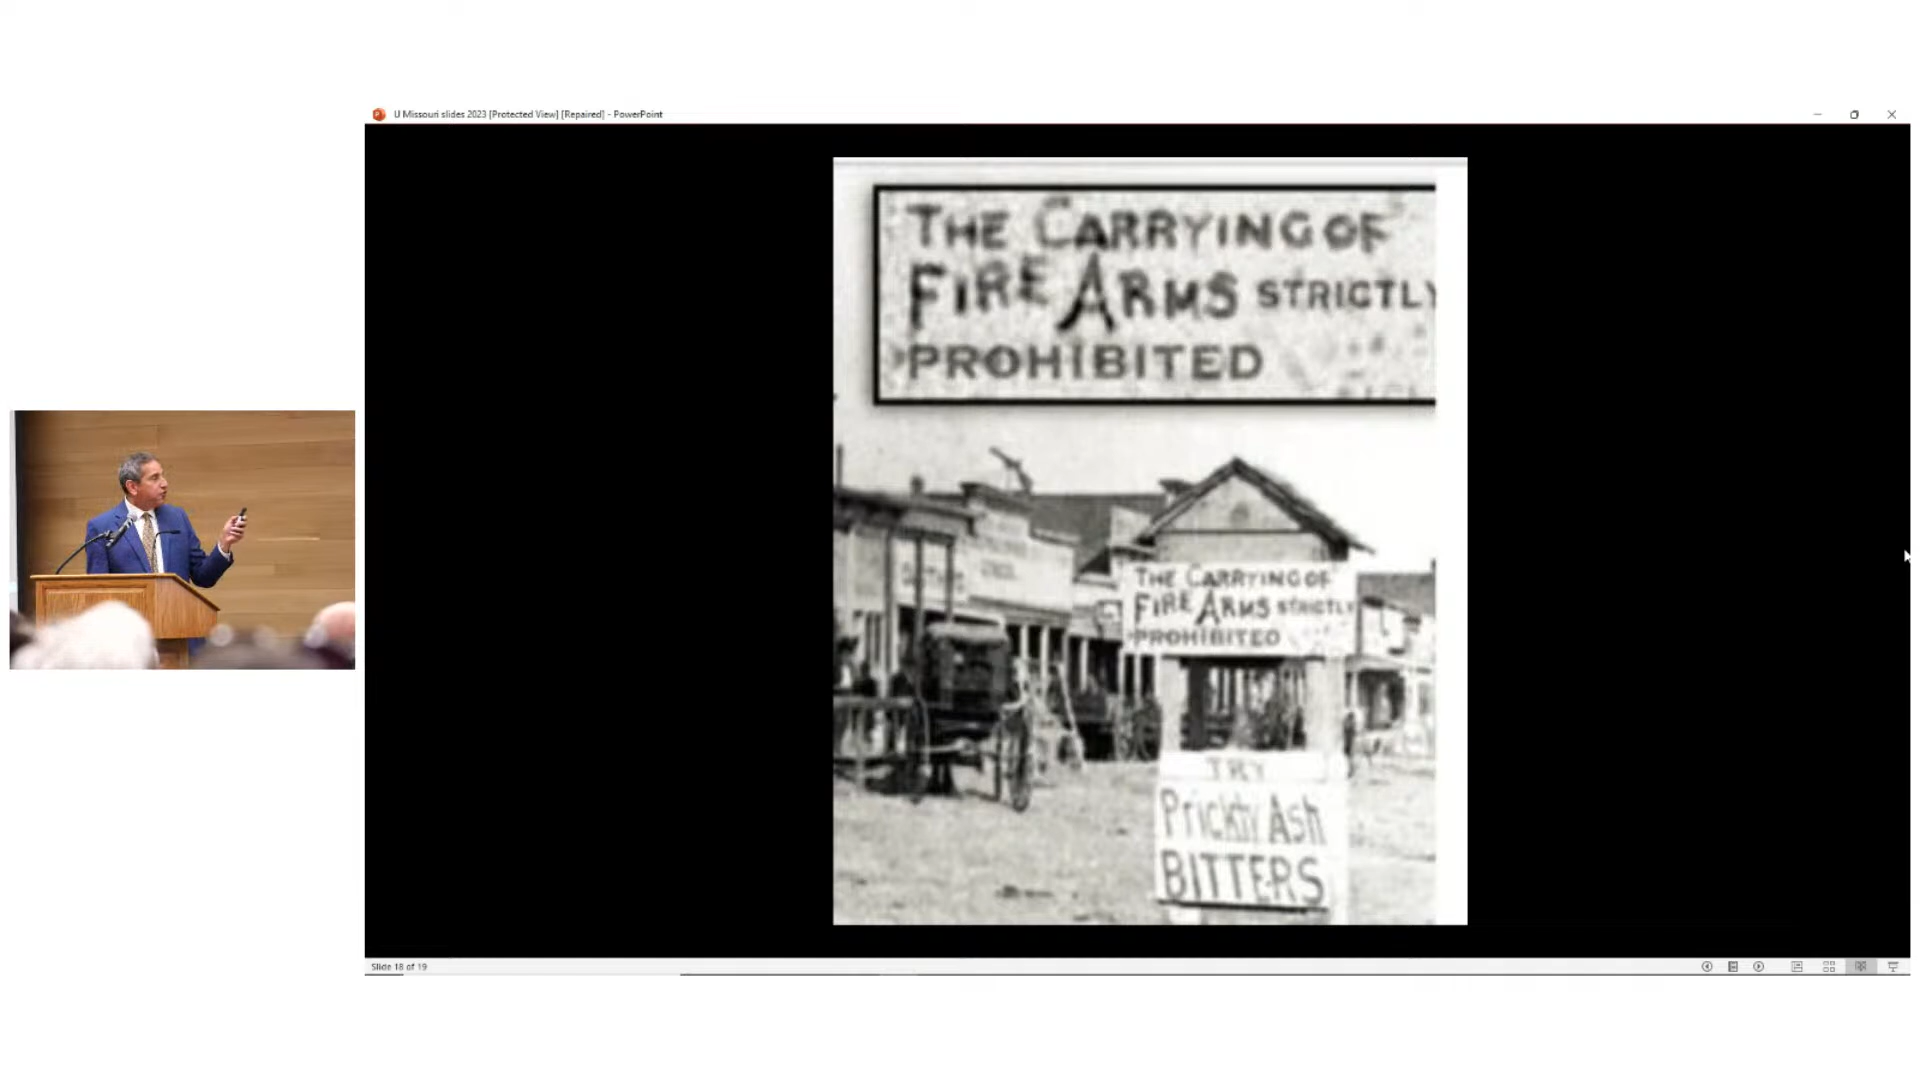 U Missouri slides 2023 [Protected View] [Repaired] - PowerPoint
THE CARRYING OF
FIRE ARMS STRICTLY
PROHIBITED
THE CARRYING OF
FIRE ARMS STRICTLY
PROHIBITED
TRY
Prickly Ash
BITTERS
Slide 18 of 19